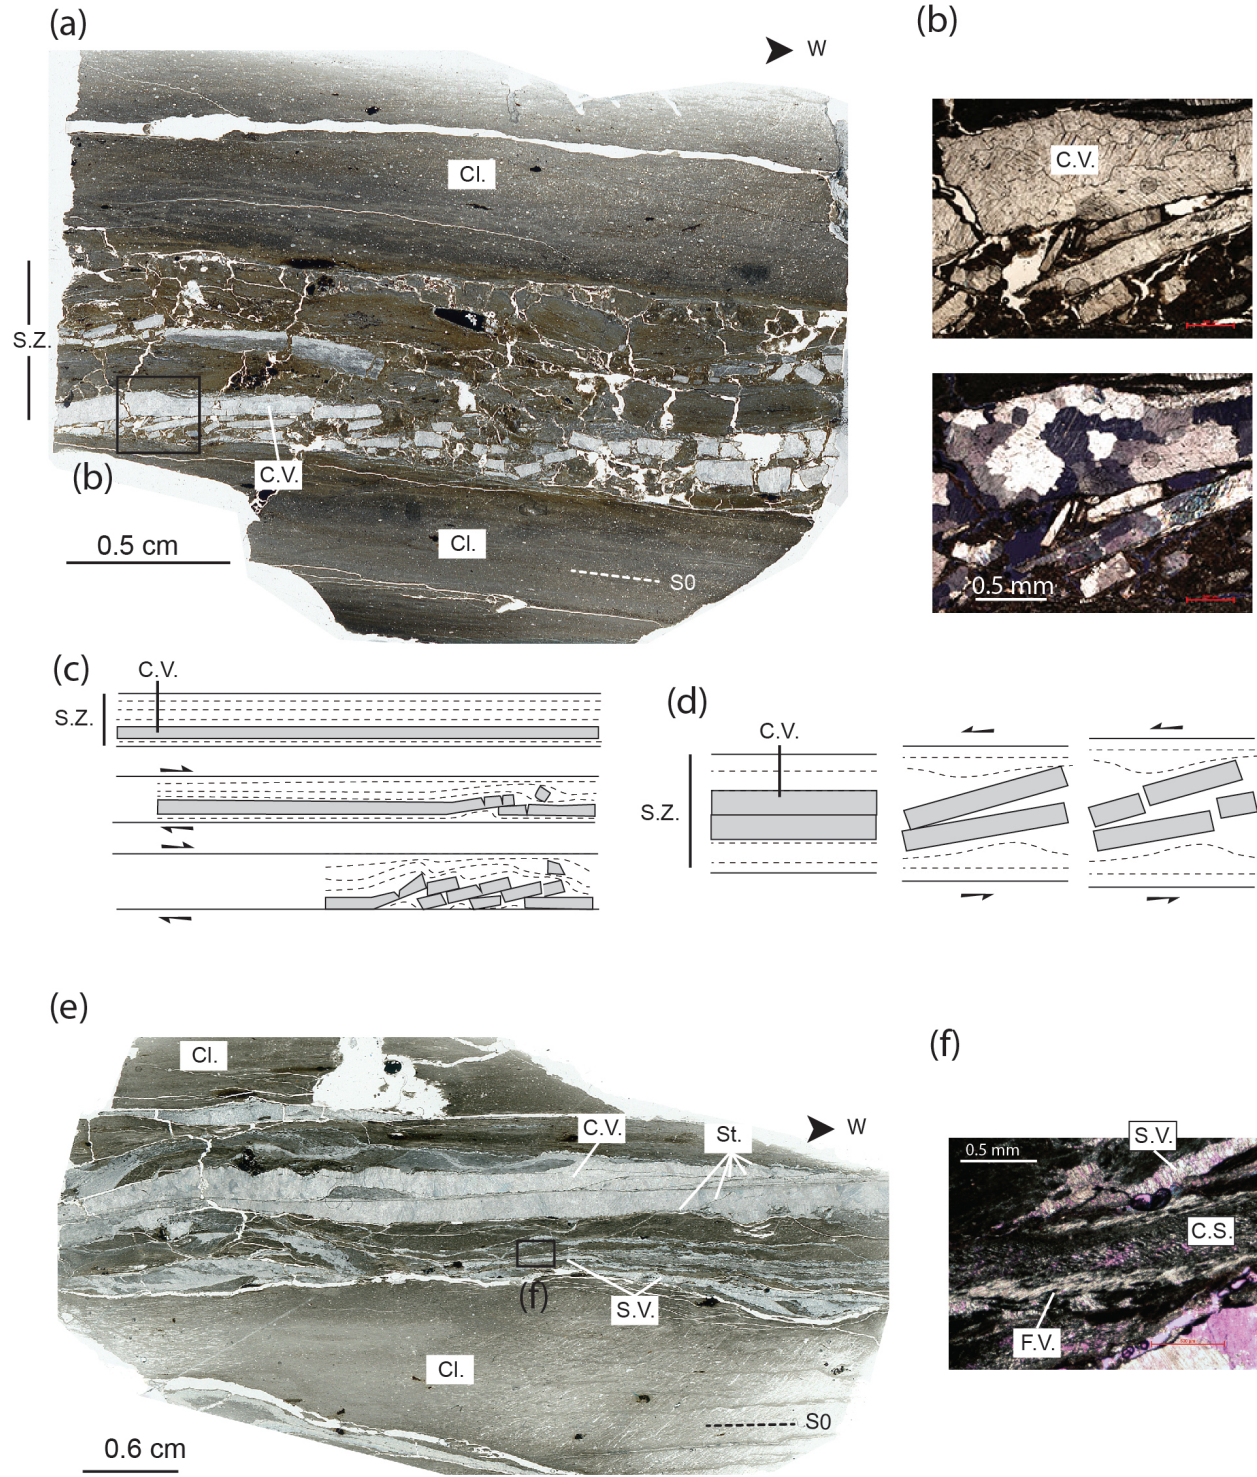 (a)
W
Cl.
S.Z.
C.V.
(b)
0.5 cm
Cl.
S0
(b)
C.V.
0.5 mm
(c)
C.V.
S.Z.
(d)
C.V.
S.Z.
(e)
Cl.
C.V.
St.
W
(f)
S.V.
Cl.
S0
0.6 cm
(f)
0.5 mm
S.V.
C.S.
F.V.